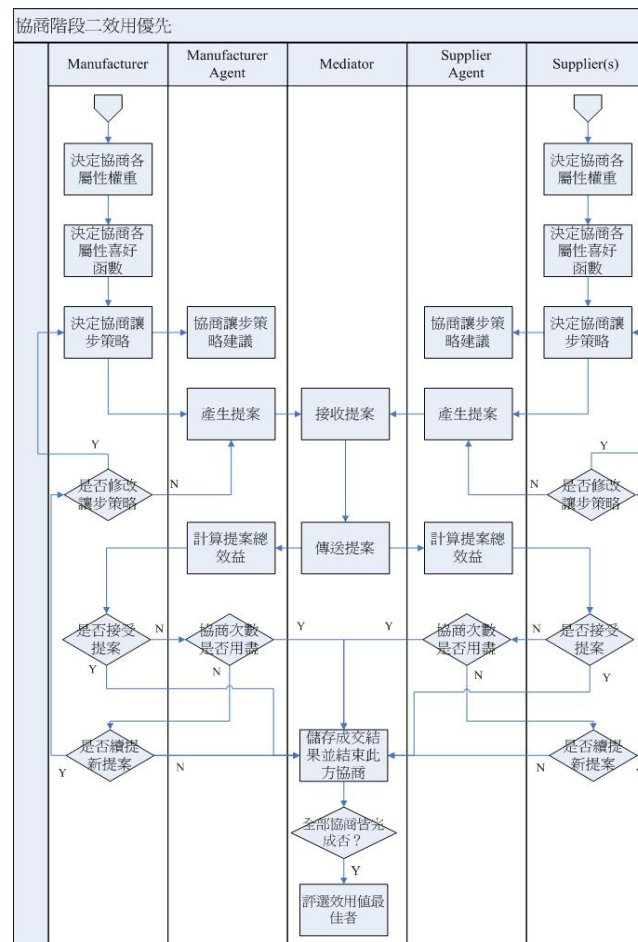 協商階段二效用優先
Manufacturer
Manufacturer
Agent
Mediator
Supplier
Agent
Supplier(s)
決定協商各
屬性權重
決定協商各
屬性權重
決定協商各
屬性喜好
函數
決定協商各
屬性喜好
函數
決定協商讓
步策略
協商讓步策
略建議
協商讓步策
略建議
決定協商讓
步策略
產生提案
接收提案
產生提案
Y
Y
是否修改
讓步策略
N
N
是否修改
讓步策略
計算提案總
效益
傳送提案
計算提案總
效益
是否接受
提案
N
協商次數
是否用盡
Y
Y
協商次數
是否用盡
N
是否接受
提案
Y
N
N
Y
是否續提
新提案
Y
N
儲存成交結
果並結束此
方協商
N
是否續提
新提案
Y
全部協商皆完
成否？
Y
評選效用值最
佳者